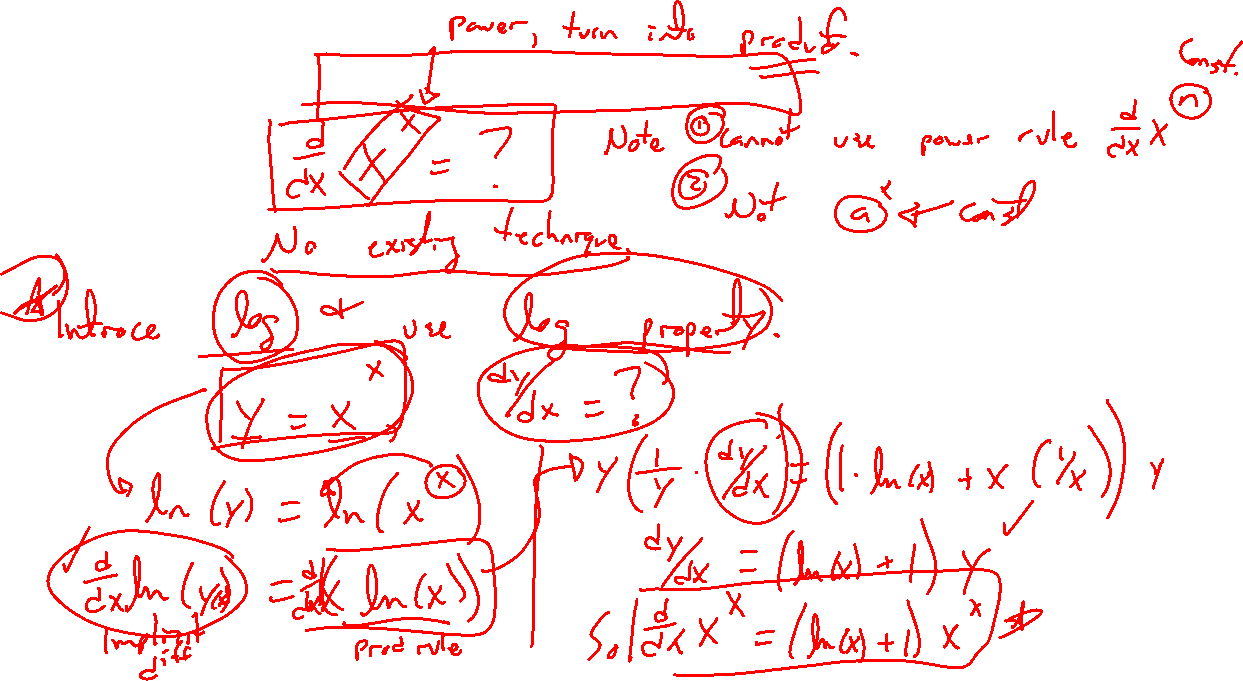 power, turn into product.
d/dx x^x = ?
Note ① cannot use power rule d/dx x^n Const.
② Not a^x ← const
No existing technique.
Introce log & use log property.
y = x^x
dy/dx = ?
ln(y) = ln(x^x)
d/dx ln(y(x)) = d/dx(x ln(x))
Implicit diff
prod rule
y(1/y · dy/dx) = (1 · ln(x) + x(1/x)) y
dy/dx = (ln(x) + 1) y
So d/dx x^x = (ln(x) + 1) x^x